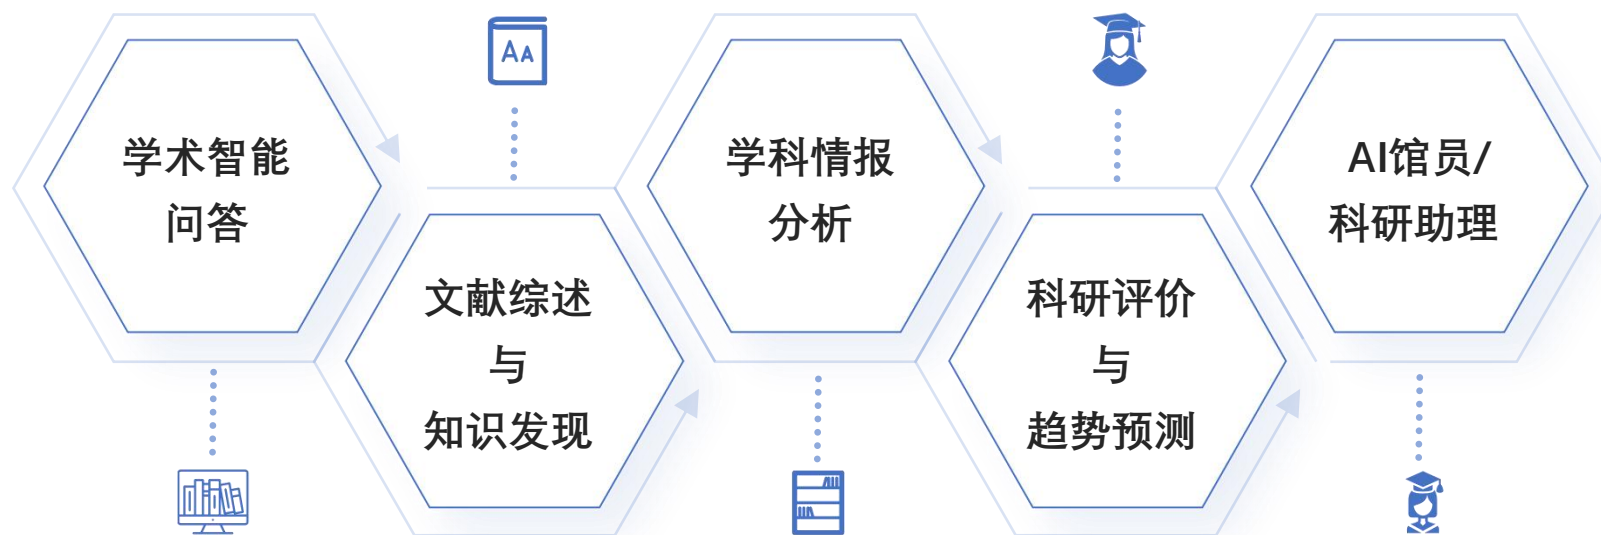 学术智能
问答
AA
文献综述
与
知识发现
学科情报
分析
科研评价
与
趋势预测
AI馆员/
科研助理